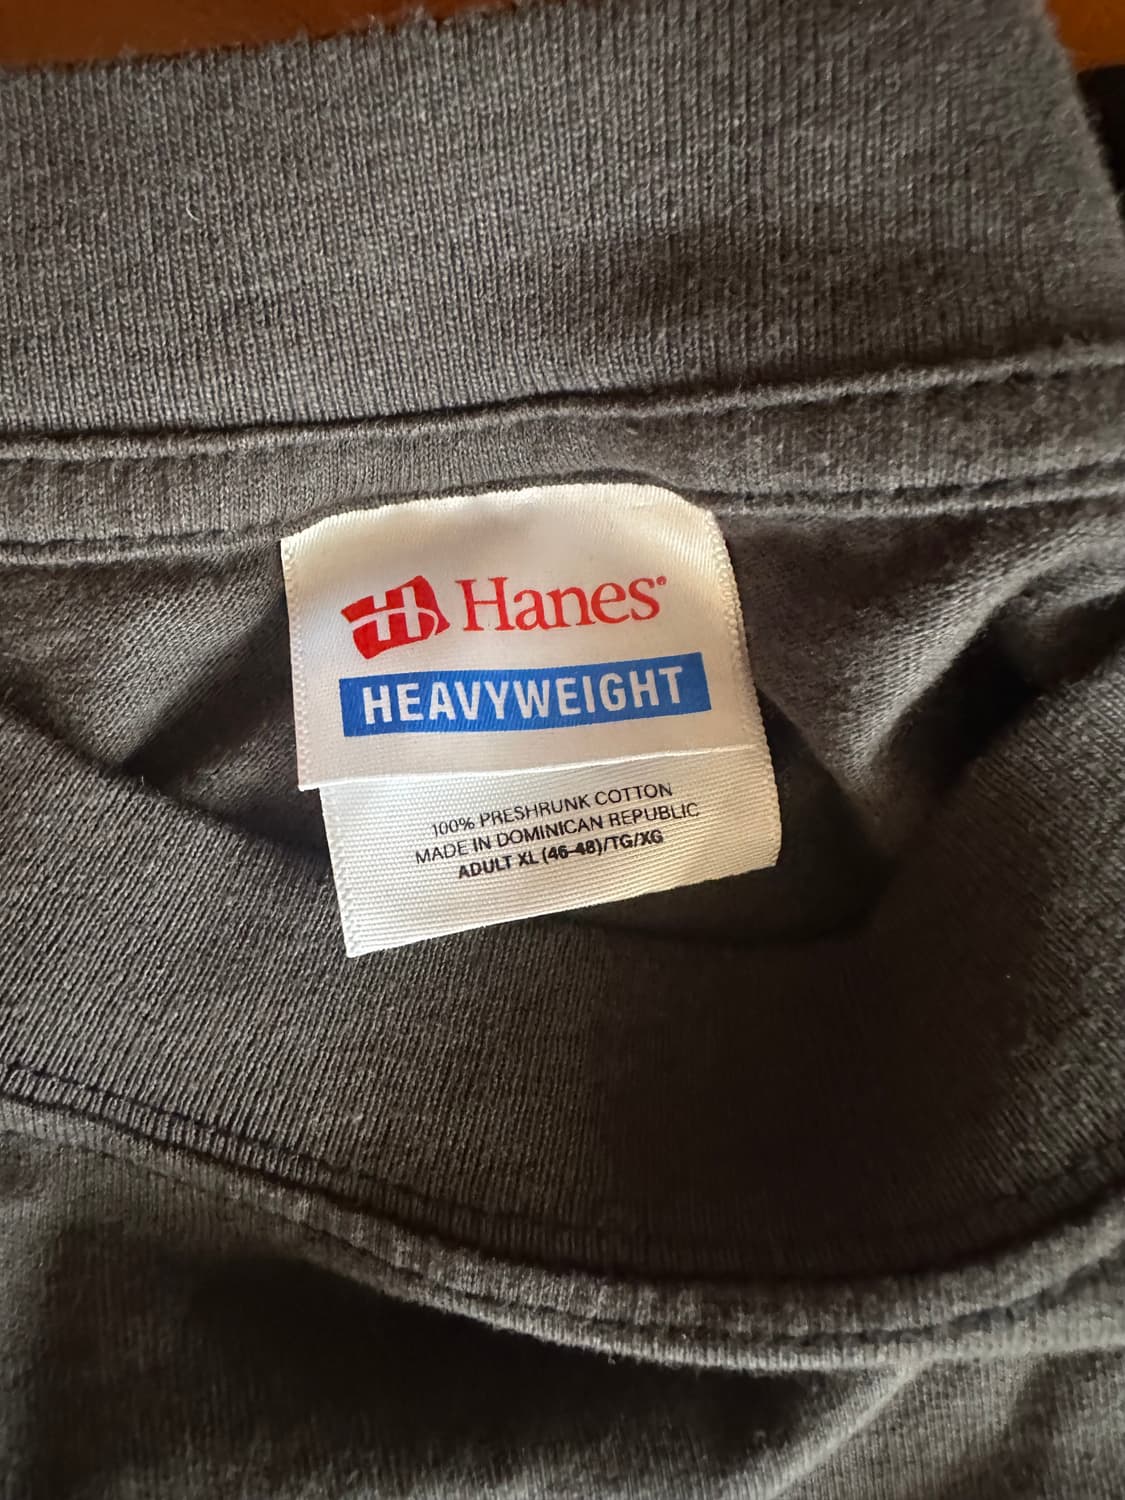 Hanes®
HEAVYWEIGHT
100% PRESHRUNK COTTON
MADE IN DOMINICAN REPUBLIC
ADULT XL (46-48)/TG/XG